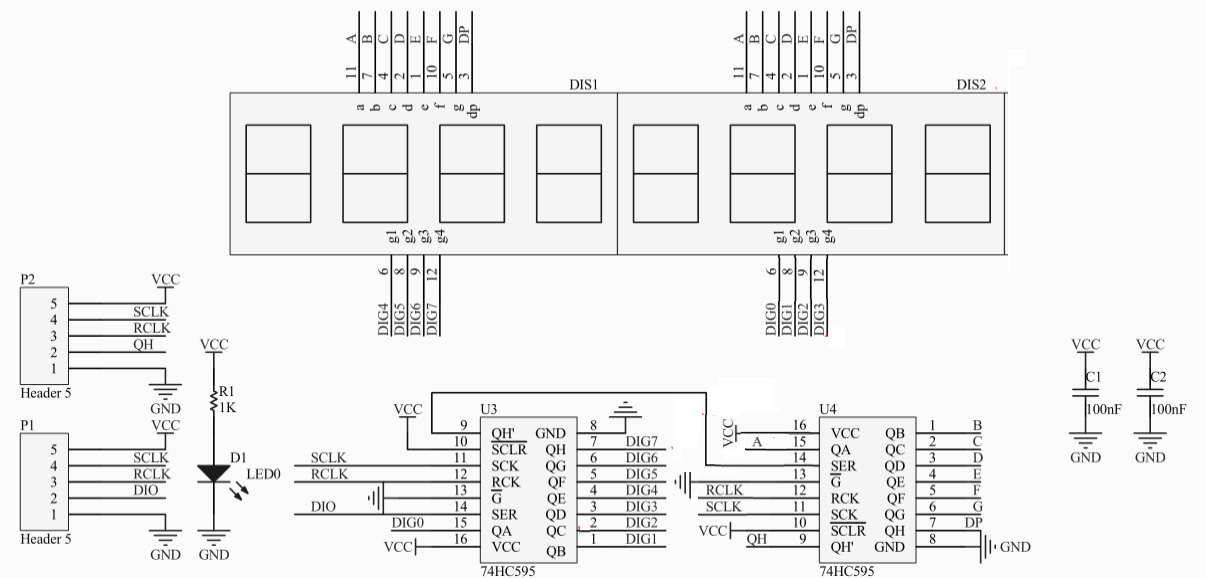 A B C D E F G DP
11 7 4 2 1 10 5 3
A B C D E F G DP
11 7 4 2 1 10 5 3
DIS1
DIS2
a b c d e f g dp
a b c d e f g dp
g1 g2 g3 g4
g1 g2 g3 g4
6 8 9 12
6 8 9 12
DIG4 DIG5 DIG6 DIG7
DIG0 DIG1 DIG2 DIG3
P2
VCC
5
4 SCLK
3 RCLK
2 QH
1
Header 5
GND
P1
VCC
5
4 SCLK
3 RCLK
2 DIO
1
Header 5
GND
VCC
R1
1K
D1
LED0
GND
VCC
U3
9 QH' GND 8
10 SCLR QH 7 DIG7
SCLK 11 SCK QG 6 DIG6
RCLK 12 RCK QF 5 DIG5
13 G QE 4 DIG4
DIO 14 SER QD 3 DIG3
DIG0 15 QA QC 2 DIG2
VCC 16 VCC QB 1 DIG1
74HC595
U4
VCC 16 VCC QB 1 B
A 15 QA QC 2 C
14 SER QD 3 D
13 G QE 4 E
RCLK 12 RCK QF 5 F
SCLK 11 SCK QG 6 G
VCC 10 SCLR QH 7 DP
QH 9 QH' GND 8
GND
74HC595
VCC
C1
100nF
GND
VCC
C2
100nF
GND